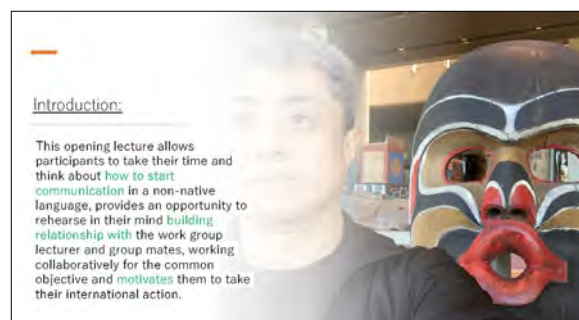 Introduction:
This opening lecture allows
participants to take their time and
think about how to start
communication in a non-native
language, provides an opportunity to
rehearse in their mind building
relationship with the work group
lecturer and group mates, working
collaboratively for the common
objective and motivates them to take
their international action.